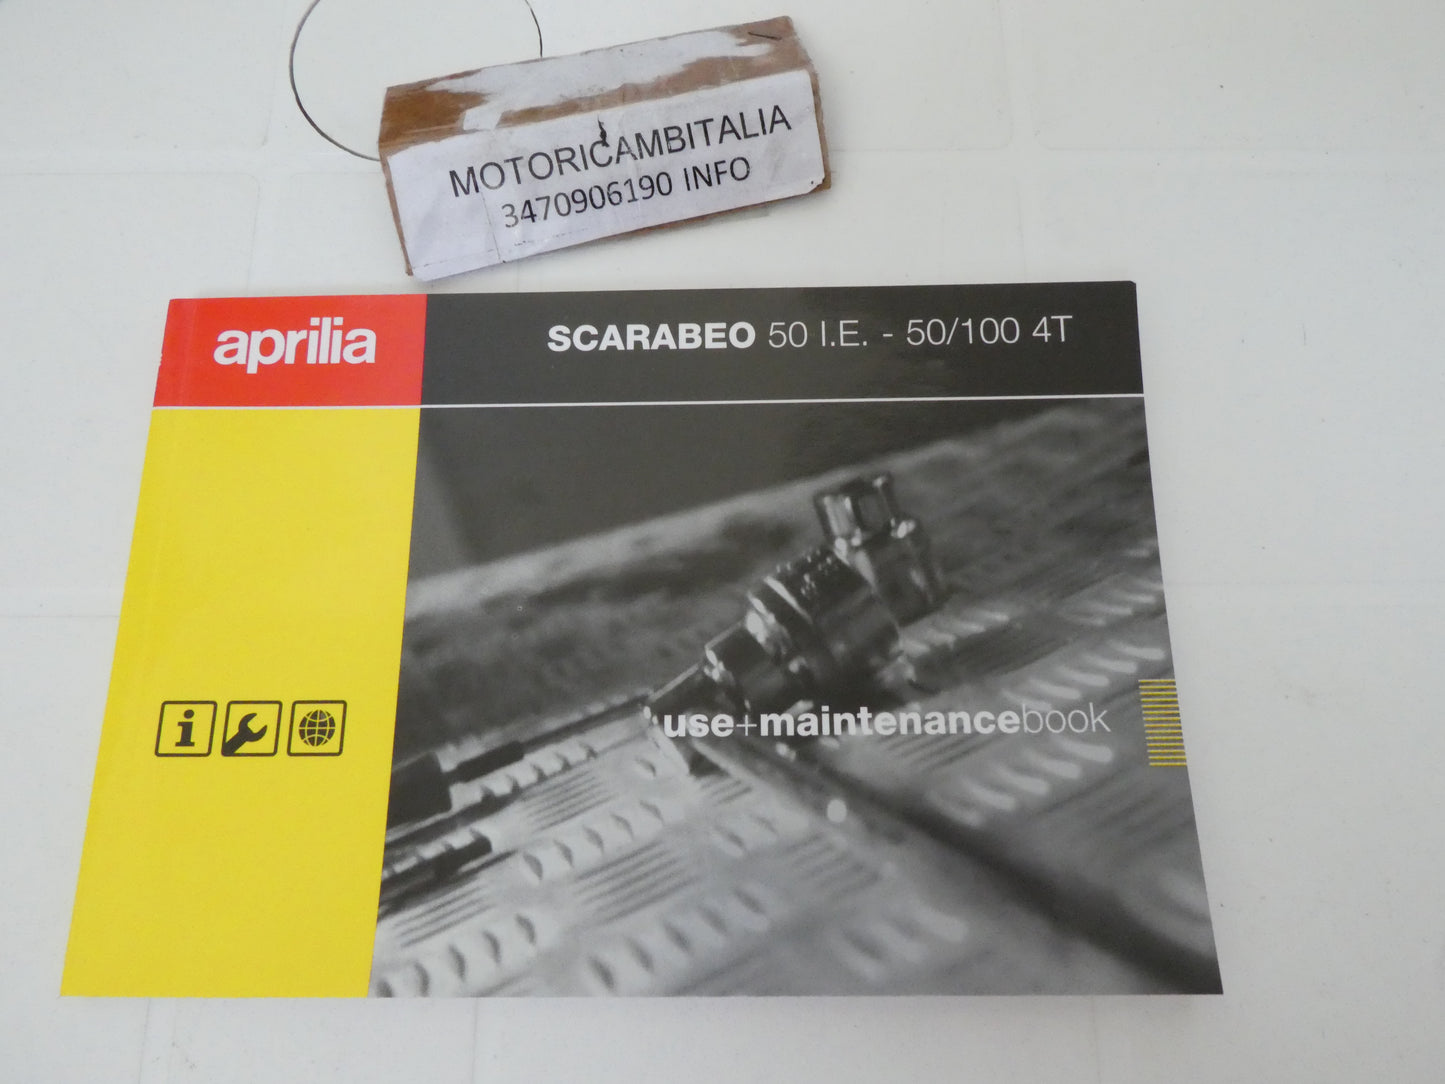 MOTORICAMBITALIA
3470906190 INFO
aprilia
SCARABEO 50 I.E. - 50/100 4T
i
use+maintenancebook